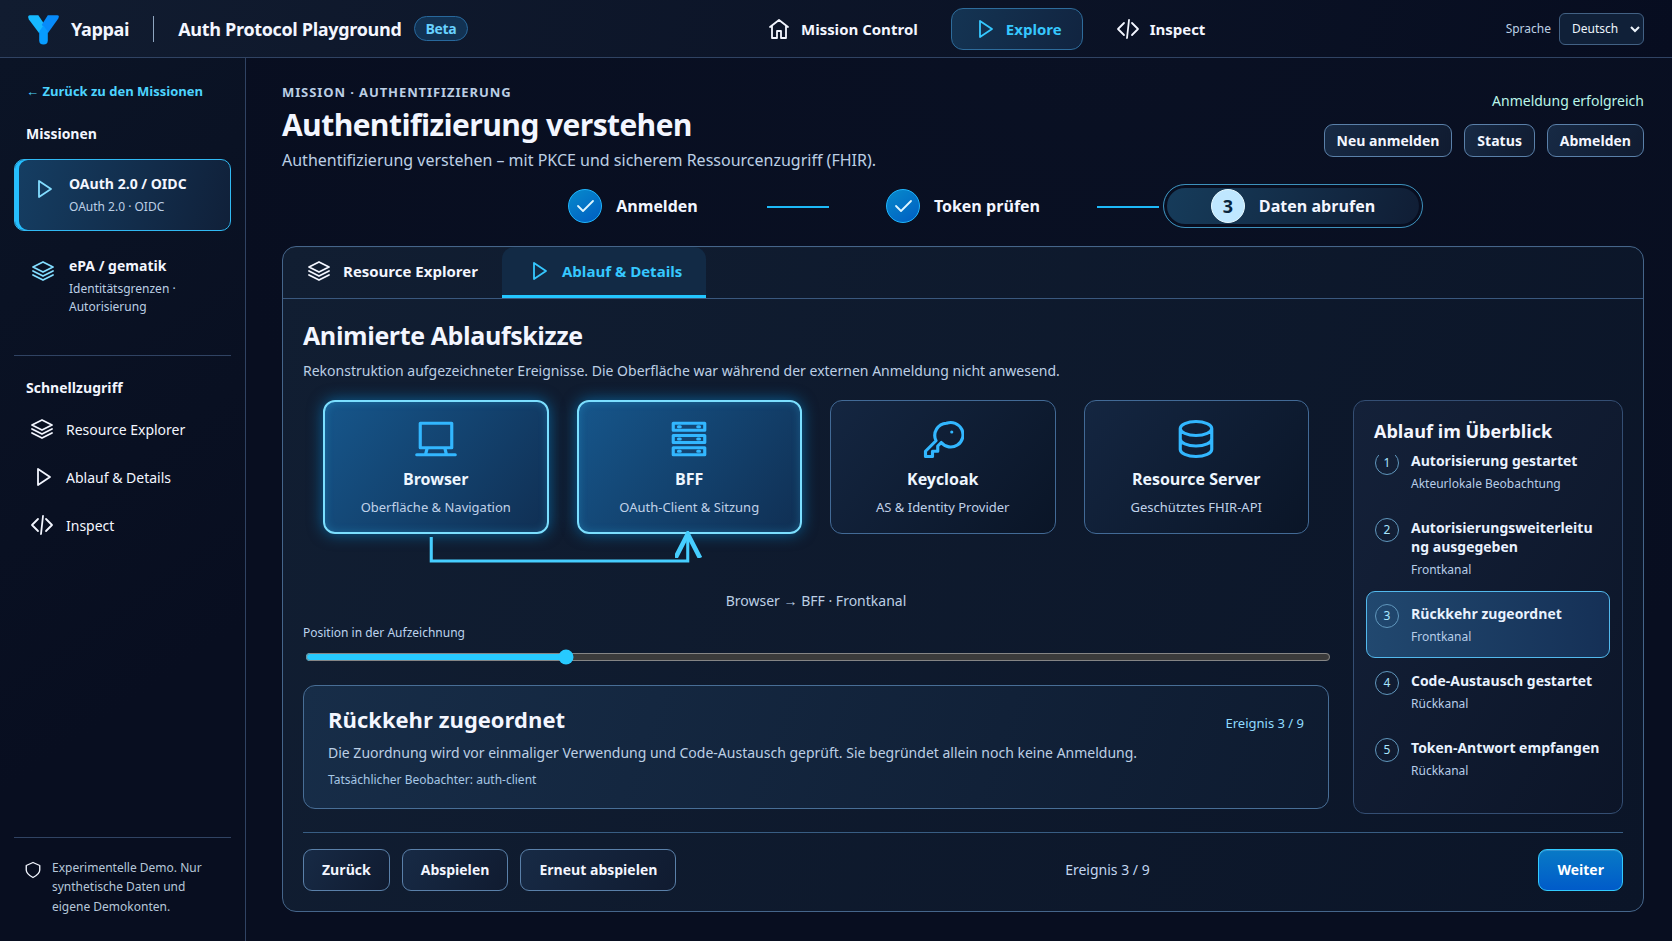 Yappai
Auth Protocol Playground
Beta
Mission Control
Explore
Inspect
Sprache
Deutsch
← Zurück zu den Missionen
Missionen
OAuth 2.0 / OIDC
OAuth 2.0 · OIDC
ePA / gematik
Identitätsgrenzen ·
Autorisierung
Schnellzugriff
Resource Explorer
Ablauf & Details
Inspect
Experimentelle Demo. Nur
synthetische Daten und
eigene Demokonten.
MISSION · AUTHENTIFIZIERUNG
Authentifizierung verstehen
Authentifizierung verstehen – mit PKCE und sicherem Ressourcenzugriff (FHIR).
Anmeldung erfolgreich
Neu anmelden
Status
Abmelden
Anmelden
Token prüfen
3
Daten abrufen
Resource Explorer
Ablauf & Details
Animierte Ablaufskizze
Rekonstruktion aufgezeichneter Ereignisse. Die Oberfläche war während der externen Anmeldung nicht anwesend.
Browser
Oberfläche & Navigation
BFF
OAuth-Client & Sitzung
Keycloak
AS & Identity Provider
Resource Server
Geschütztes FHIR-API
Browser → BFF · Frontkanal
Position in der Aufzeichnung
Rückkehr zugeordnet
Ereignis 3 / 9
Die Zuordnung wird vor einmaliger Verwendung und Code-Austausch geprüft. Sie begründet allein noch keine Anmeldung.
Tatsächlicher Beobachter: auth-client
Ablauf im Überblick
1
Autorisierung gestartet
Akteurlokale Beobachtung
2
Autorisierungsweiterleitu
ng ausgegeben
Frontkanal
3
Rückkehr zugeordnet
Frontkanal
4
Code-Austausch gestartet
Rückkanal
5
Token-Antwort empfangen
Rückkanal
Zurück
Abspielen
Erneut abspielen
Ereignis 3 / 9
Weiter